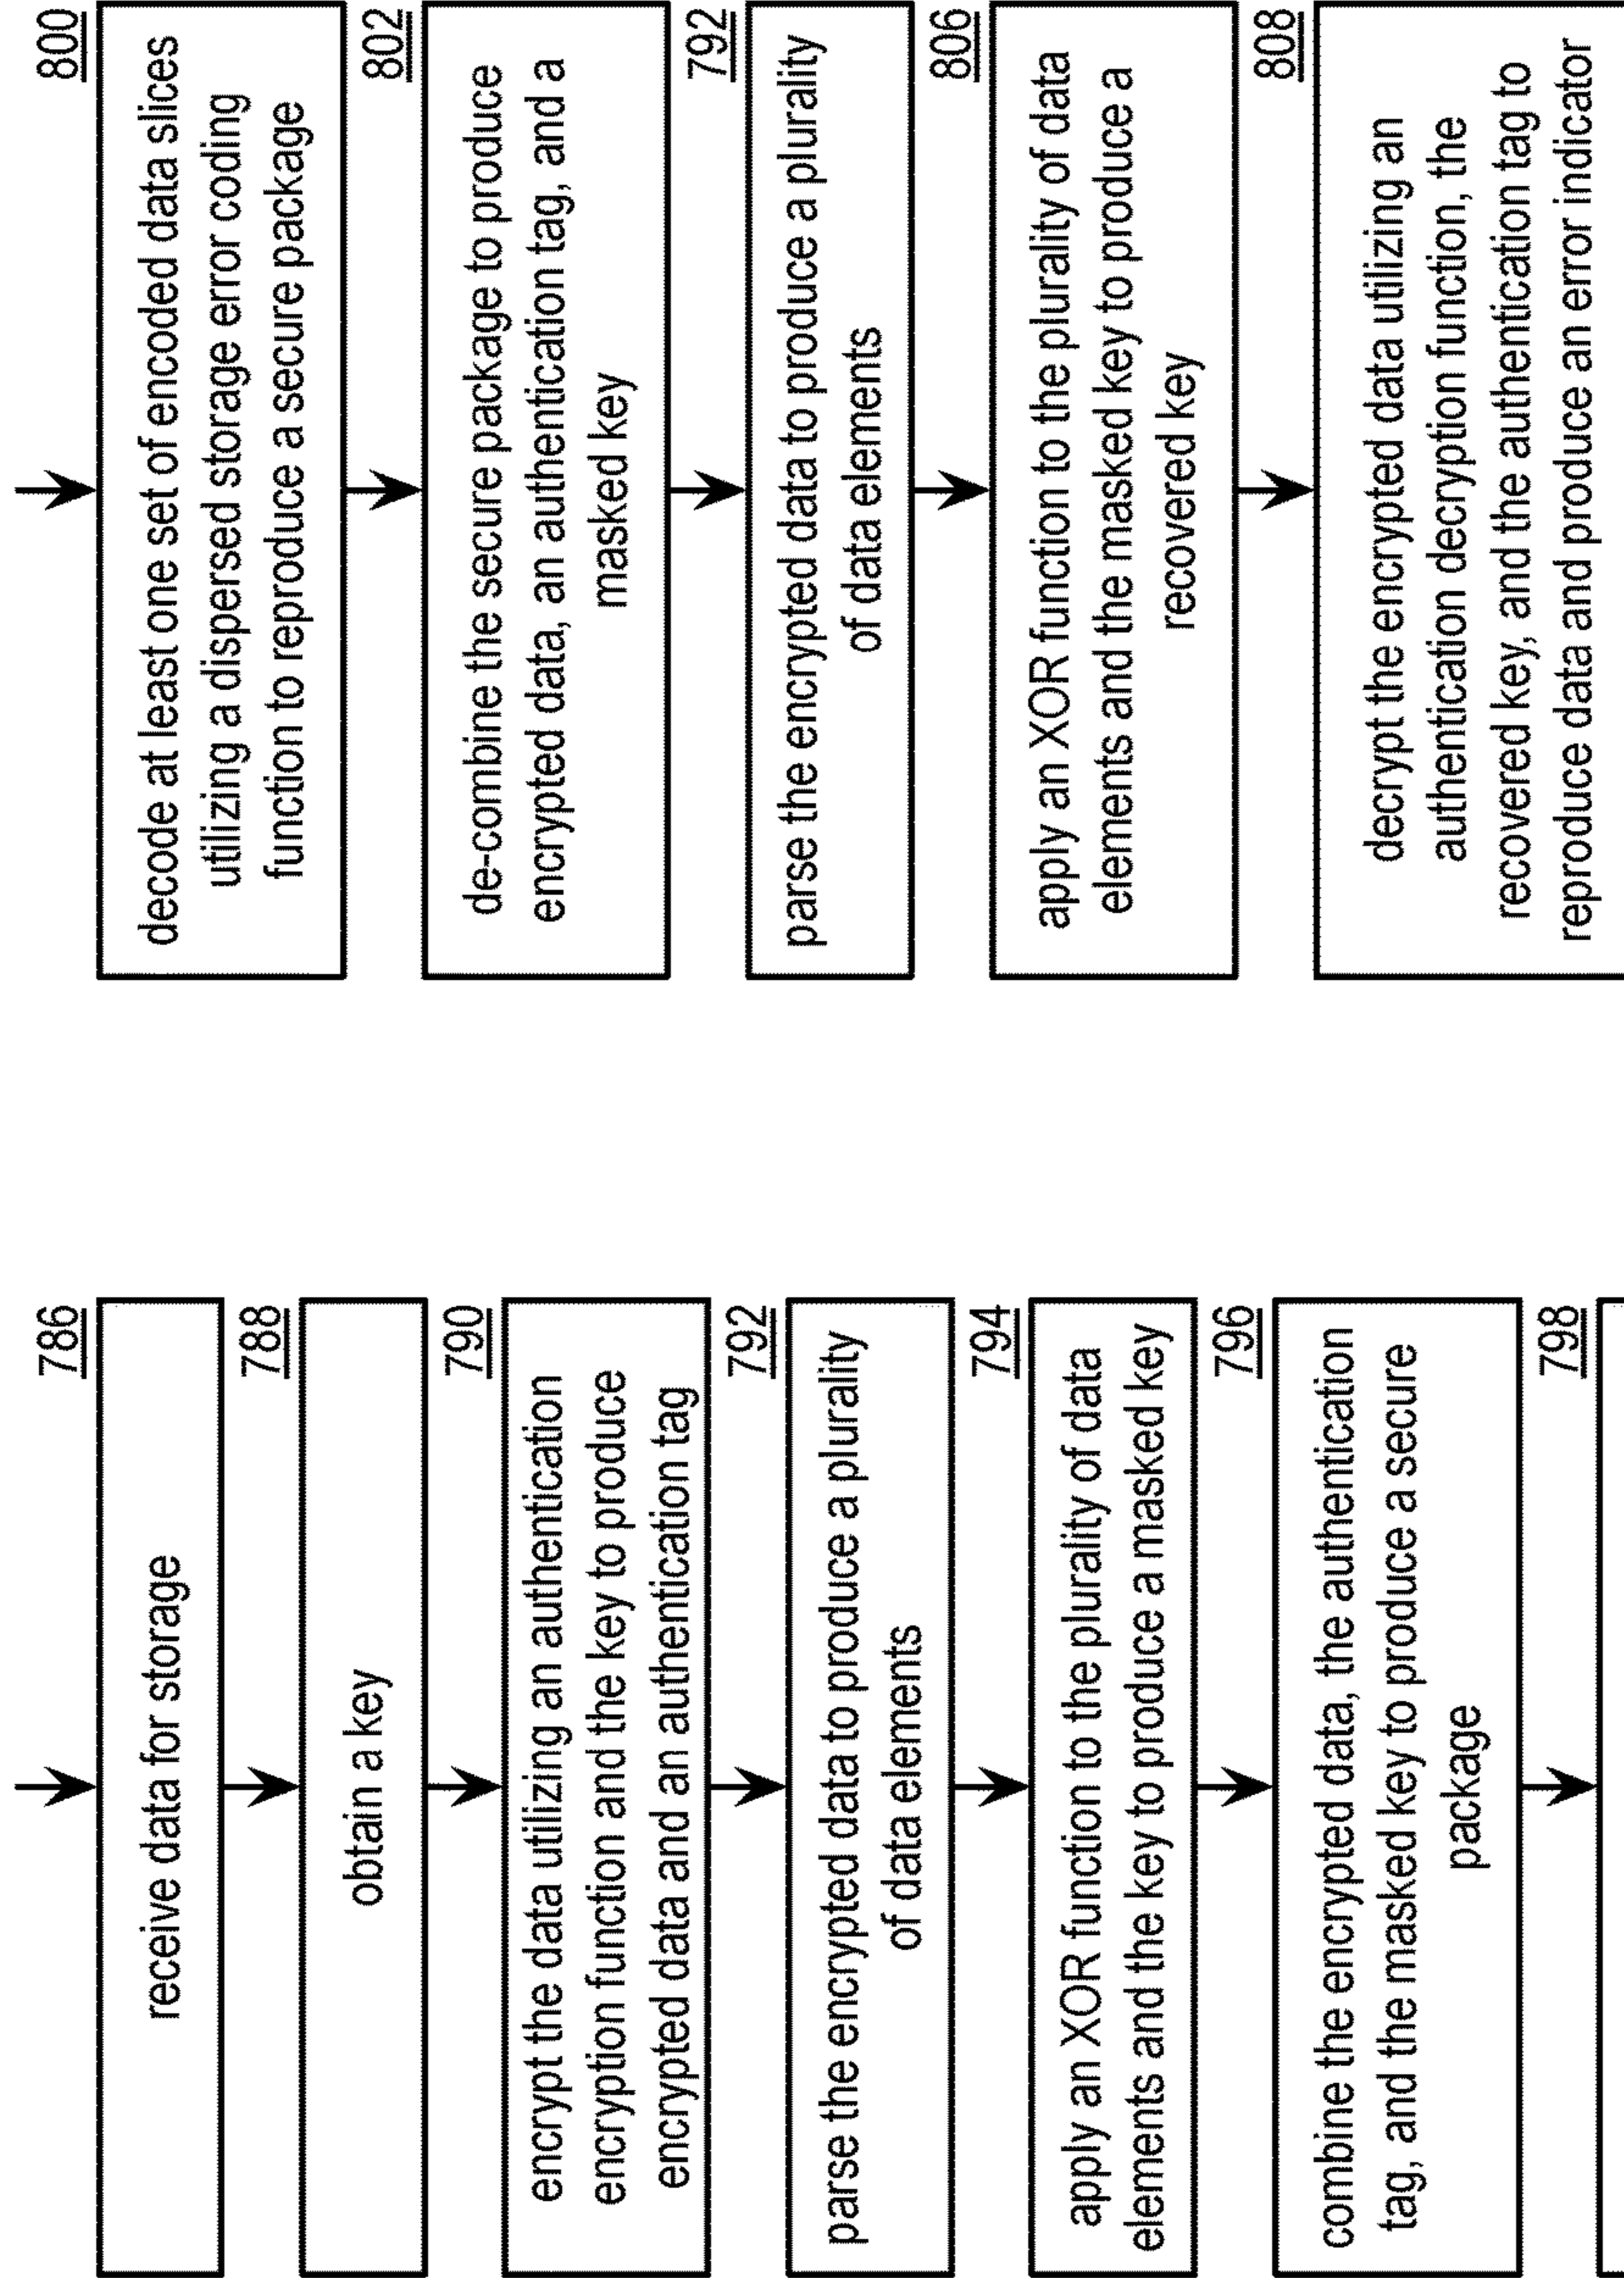 786
receive data for storage
788
obtain a key
790
encrypt the data utilizing an authentication
encryption function and the key to produce
encrypted data and an authentication tag
792
parse the encrypted data to produce a plurality
of data elements
794
apply an XOR function to the plurality of data
elements and the key to produce a masked key
796
combine the encrypted data, the authentication
tag, and the masked key to produce a secure
package
798
800
decode at least one set of encoded data slices
utilizing a dispersed storage error coding
function to reproduce a secure package
802
de-combine the secure package to produce
encrypted data, an authentication tag, and a
masked key
792
parse the encrypted data to produce a plurality
of data elements
806
apply an XOR function to the plurality of data
elements and the masked key to produce a
recovered key
808
decrypt the encrypted data utilizing an
authentication decryption function, the
recovered key, and the authentication tag to
reproduce data and produce an error indicator